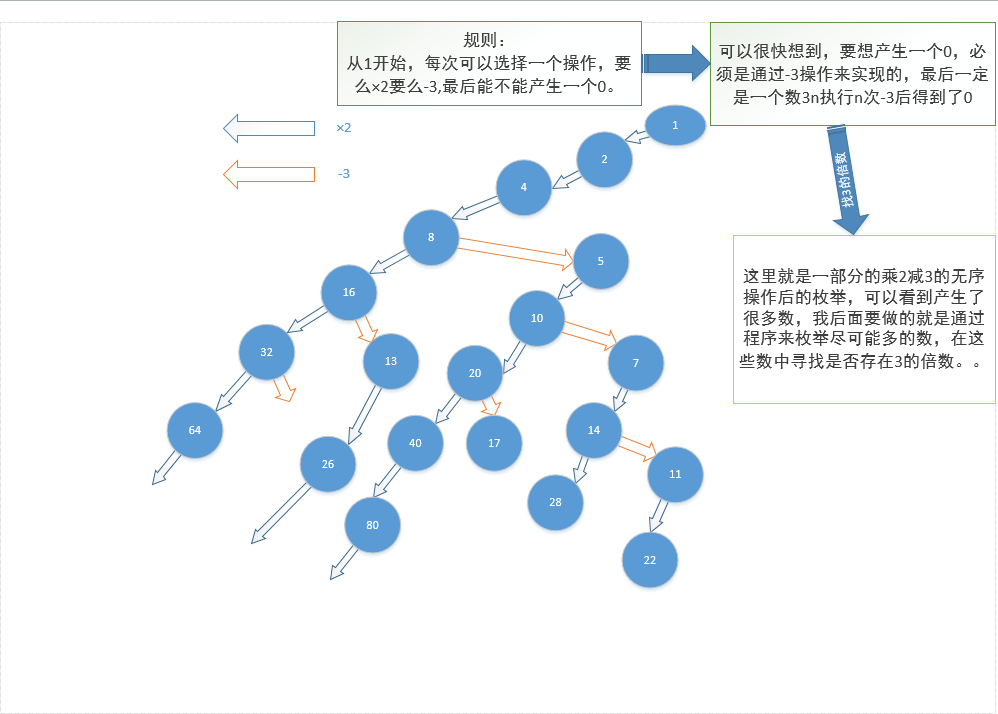 规则：
从1开始，每次可以选择一个操作，要
么×2要么-3,最后能不能产生一个0。
可以很快想到，要想产生一个0，必
须是通过-3操作来实现的，最后一定
是一个数3n执行n次-3后得到了0
×2
-3
找3的倍数
1
2
4
8
5
16
10
32
13
20
7
64
26
40
17
14
11
80
28
22
这里就是一部分的乘2减3的无序
操作后的枚举，可以看到产生了
很多数，我后面要做的就是通过
程序来枚举尽可能多的数，在这
些数中寻找是否存在3的倍数。。